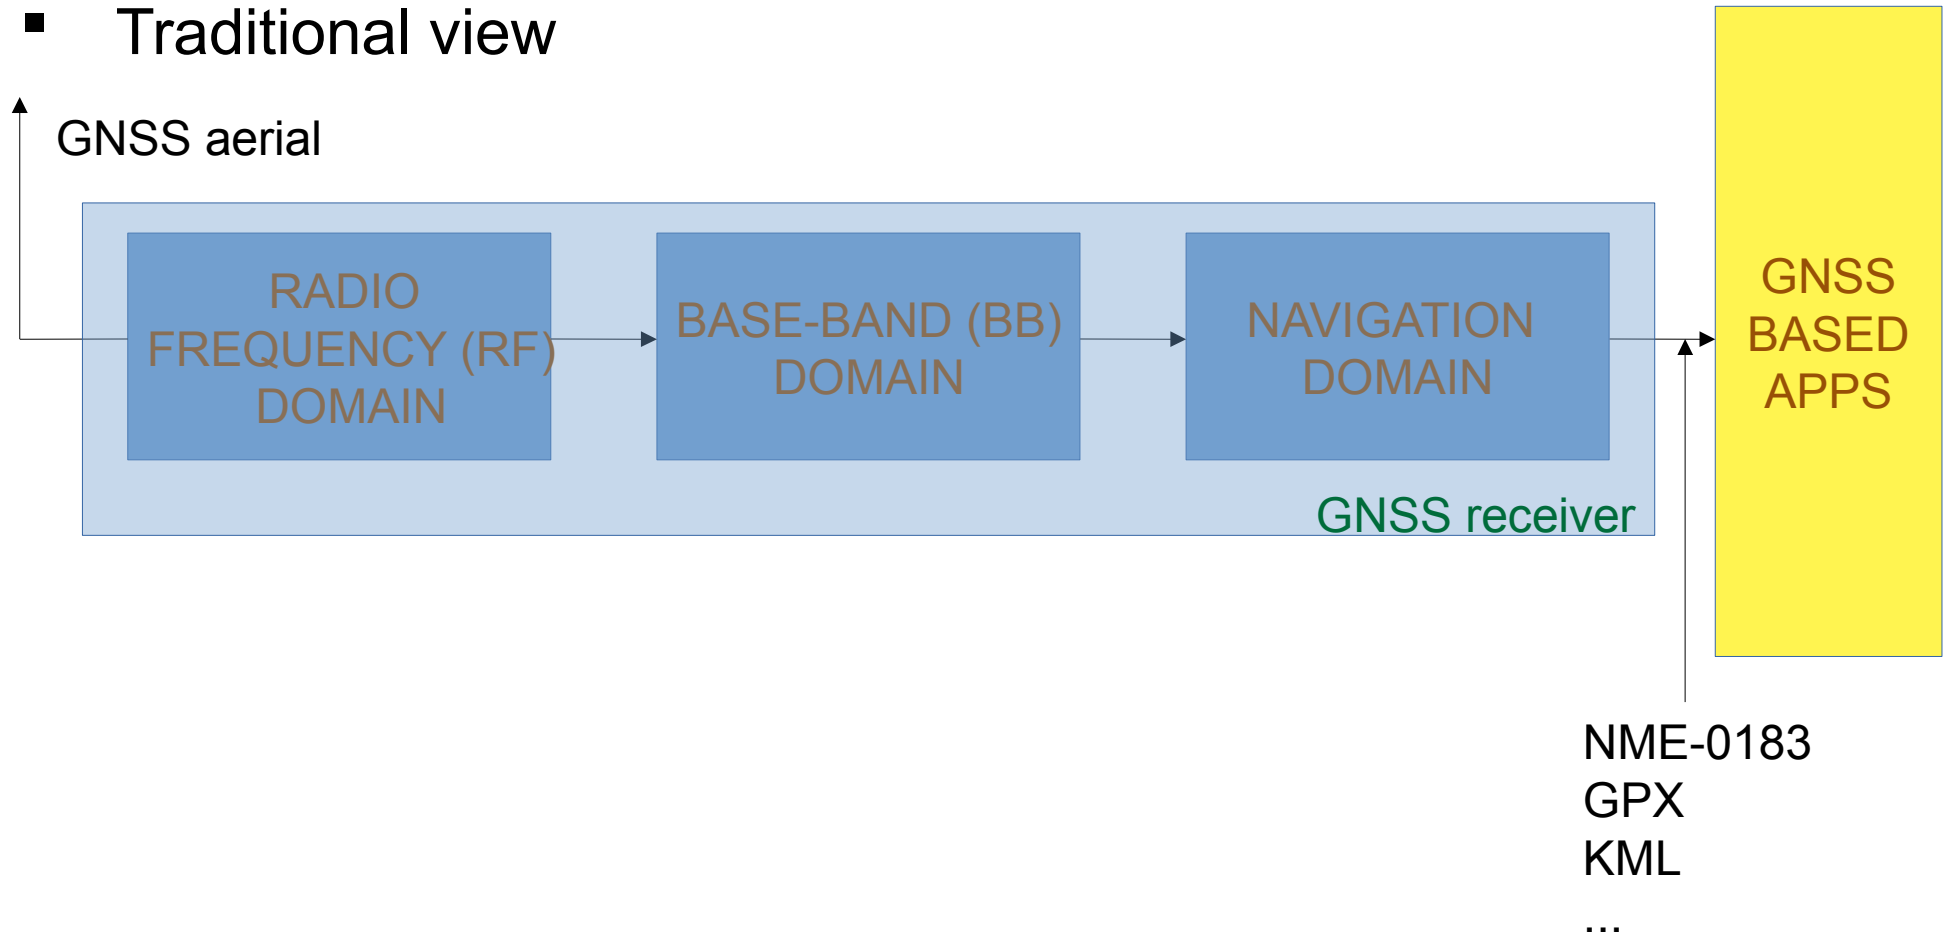 ▪ Traditional view
GNSS aerial
RADIO
FREQUENCY (RF)
DOMAIN
BASE-BAND (BB)
DOMAIN
NAVIGATION
DOMAIN
GNSS
BASED
APPS
GNSS receiver
NME-0183
GPX
KML
...